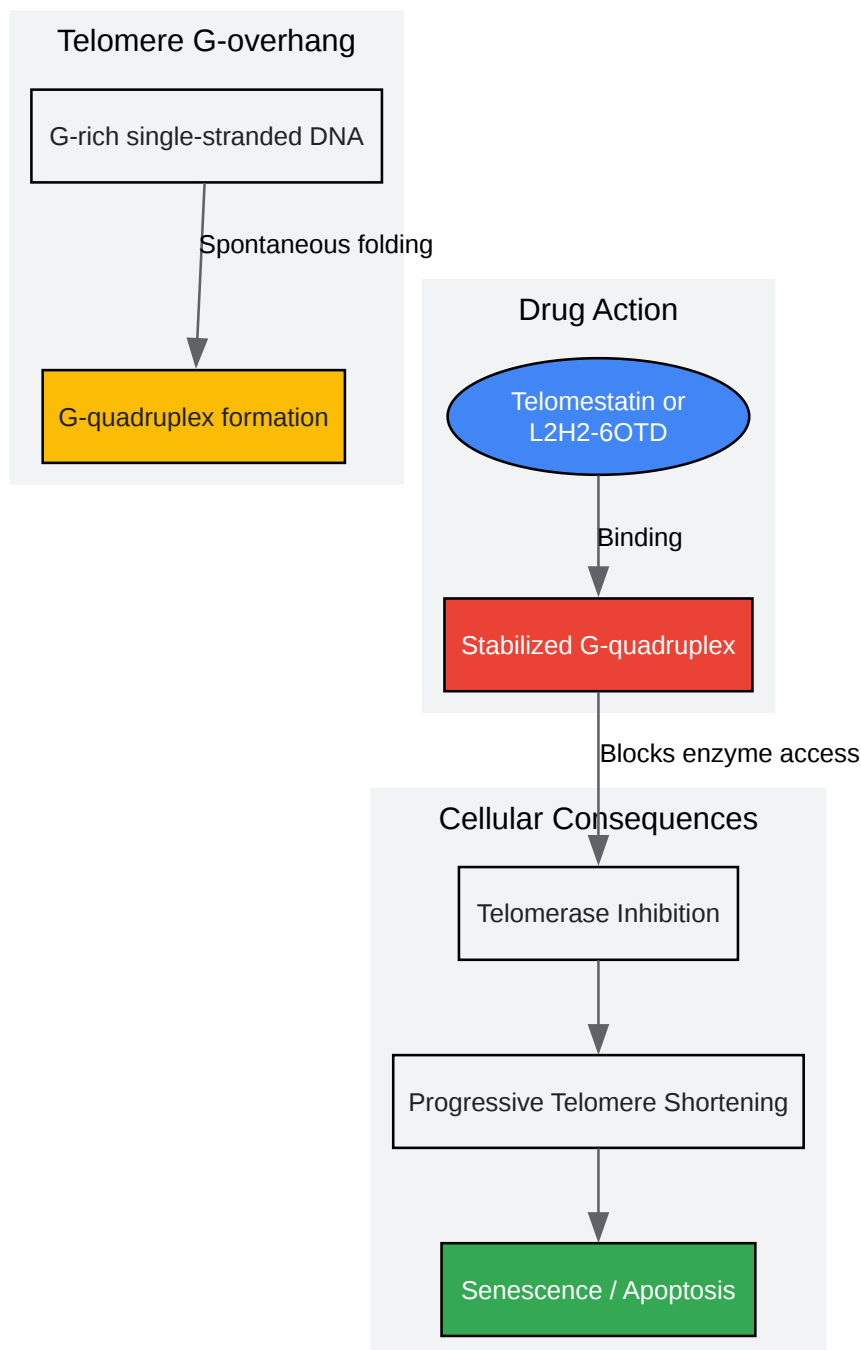 Telomere G-overhang
G-rich single-stranded DNA
Spontaneous folding
G-quadruplex formation
Drug Action
Telomestatin or
L2H2-6OTD
Binding
Stabilized G-quadruplex
Blocks enzyme access
Cellular Consequences
Telomerase Inhibition
Progressive Telomere Shortening
Senescence / Apoptosis